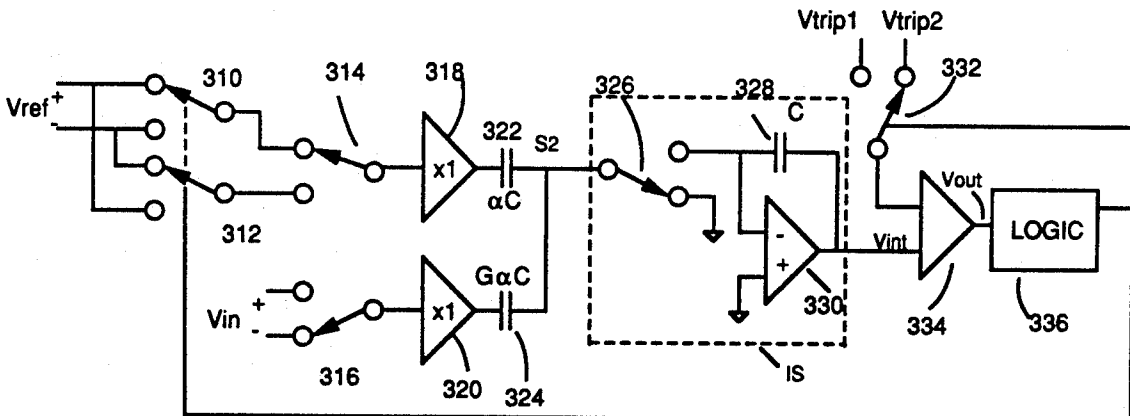 Vtrip1 Vtrip2
310 314 318 326 328 332
Vref + -
322 S2 C
x1
αC
312
Vout
LOGIC
GαC
- +
Vint
Vin + -
x1
330 334 336
316 320 324 IS